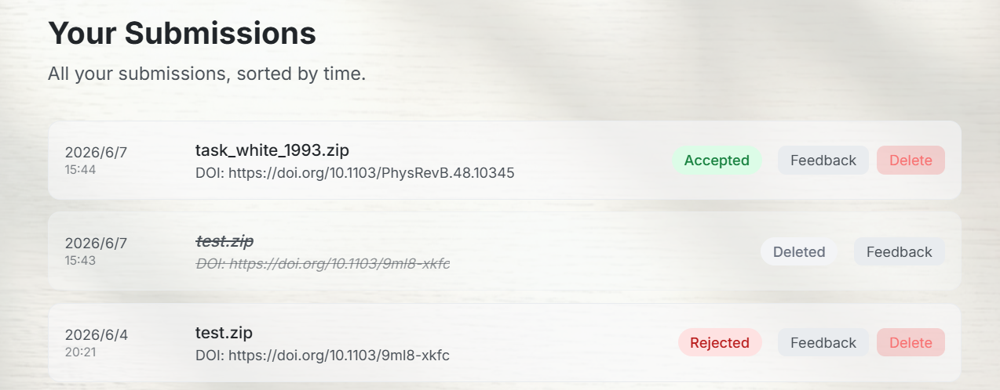 Your Submissions
All your submissions, sorted by time.
2026/6/7
15:44
task_white_1993.zip
DOI: https://doi.org/10.1103/PhysRevB.48.10345
Accepted
Feedback
Delete
2026/6/7
15:43
test.zip
DOI: https://doi.org/10.1103/9ml8-xkfc
Deleted
Feedback
2026/6/4
20:21
test.zip
DOI: https://doi.org/10.1103/9ml8-xkfc
Rejected
Feedback
Delete